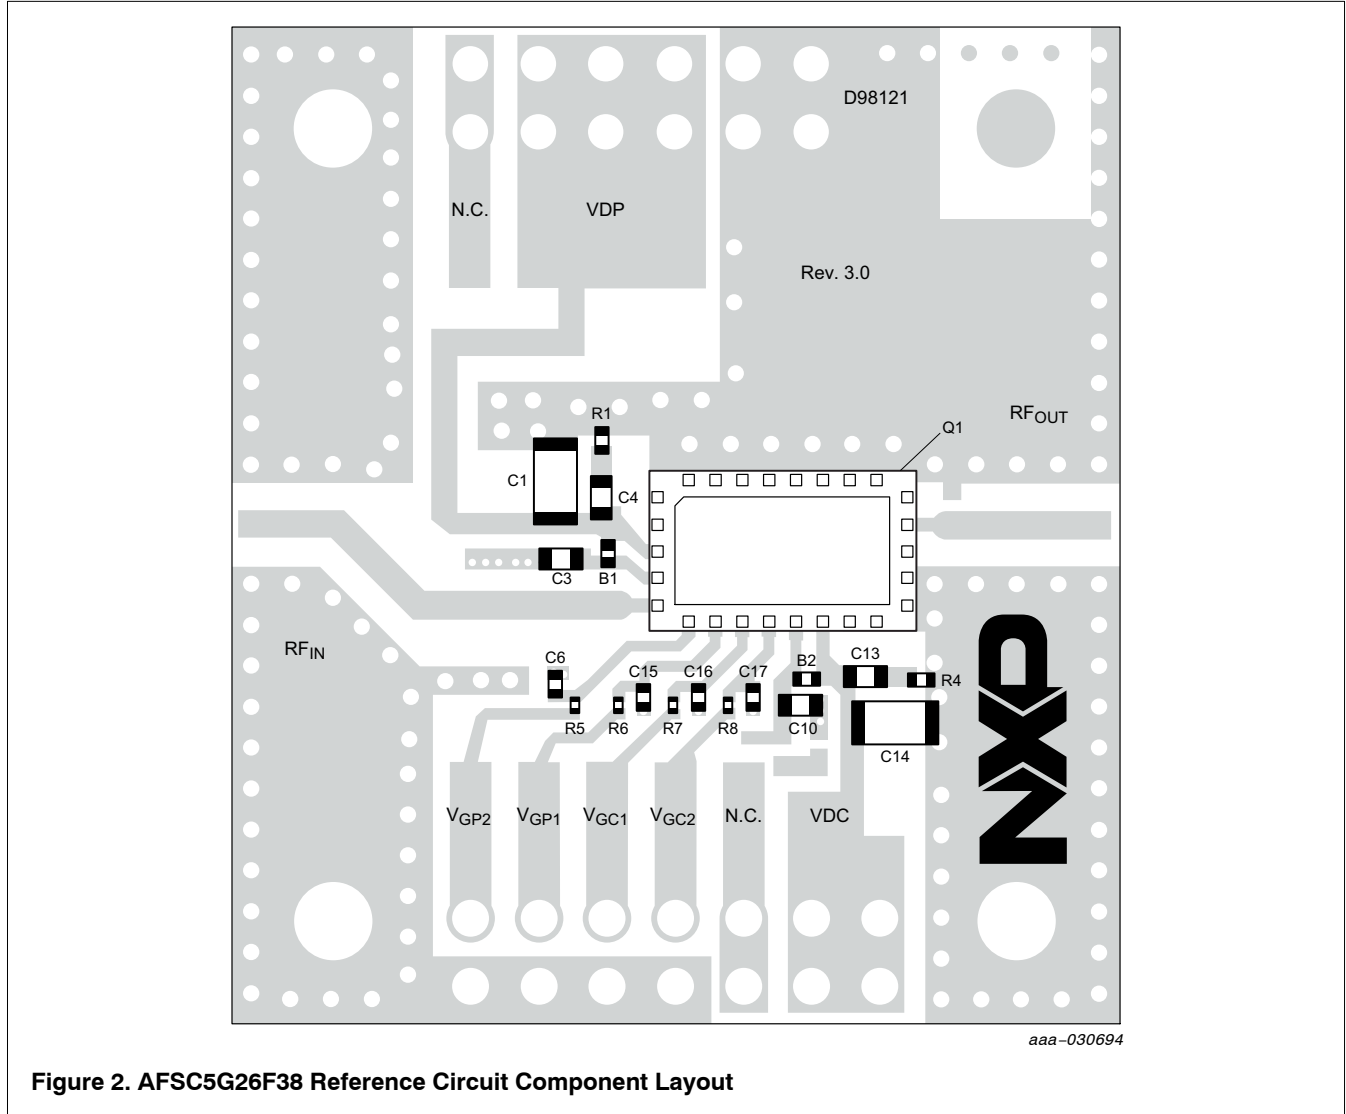 D98121
N.C. VDP
Rev. 3.0
RFOUT
R1
Q1
C1
C4
C3 B1
RFIN
C6
C15 C16 C17
B2
C13
R4
R5 R6 R7 R8
C10
C14
VGP2 VGP1 VGC1 VGC2 N.C. VDC
NXP
aaa-030694
Figure 2. AFSC5G26F38 Reference Circuit Component Layout